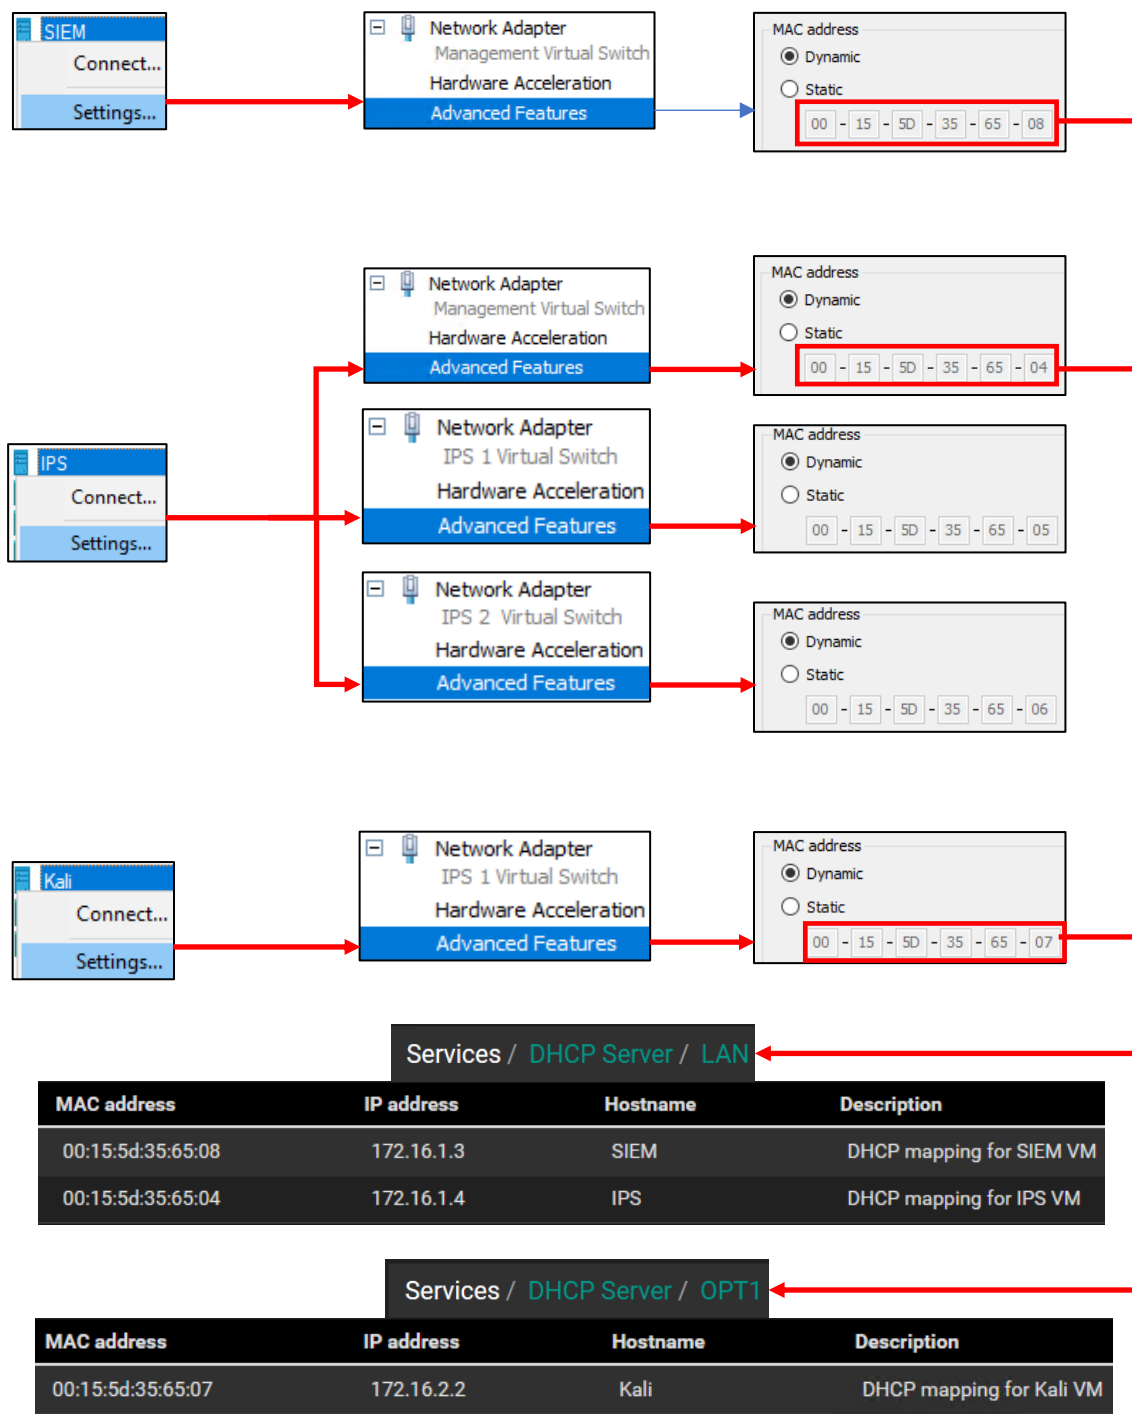 SIEM
Connect...
Settings...
Network Adapter
Management Virtual Switch
Hardware Acceleration
Advanced Features
MAC address
Dynamic
Static
00 - 15 - 5D - 35 - 65 - 08
IPS
Connect...
Settings...
Network Adapter
Management Virtual Switch
Hardware Acceleration
Advanced Features
MAC address
Dynamic
Static
00 - 15 - 5D - 35 - 65 - 04
Network Adapter
IPS 1 Virtual Switch
Hardware Acceleration
Advanced Features
MAC address
Dynamic
Static
00 - 15 - 5D - 35 - 65 - 05
Network Adapter
IPS 2 Virtual Switch
Hardware Acceleration
Advanced Features
MAC address
Dynamic
Static
00 - 15 - 5D - 35 - 65 - 06
Kali
Connect...
Settings...
Network Adapter
IPS 1 Virtual Switch
Hardware Acceleration
Advanced Features
MAC address
Dynamic
Static
00 - 15 - 5D - 35 - 65 - 07
Services / DHCP Server / LAN
MAC address IP address Hostname Description
00:15:5d:35:65:08 172.16.1.3 SIEM DHCP mapping for SIEM VM
00:15:5d:35:65:04 172.16.1.4 IPS DHCP mapping for IPS VM
Services / DHCP Server / OPT1
MAC address IP address Hostname Description
00:15:5d:35:65:07 172.16.2.2 Kali DHCP mapping for Kali VM